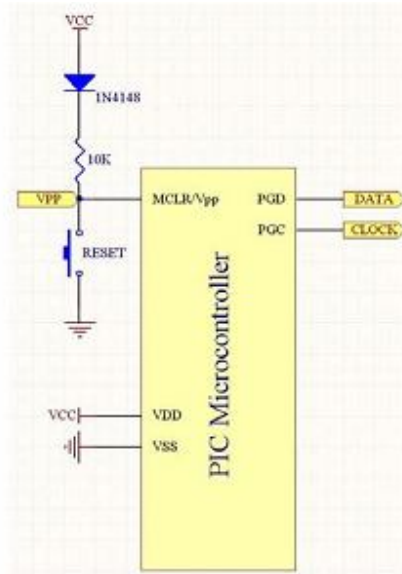 VCC
1N4148
10K
VPP
MCLR/Vpp
PGD
DATA
PGC
CLOCK
RESET
PIC Microcontroller
VCC
VDD
VSS